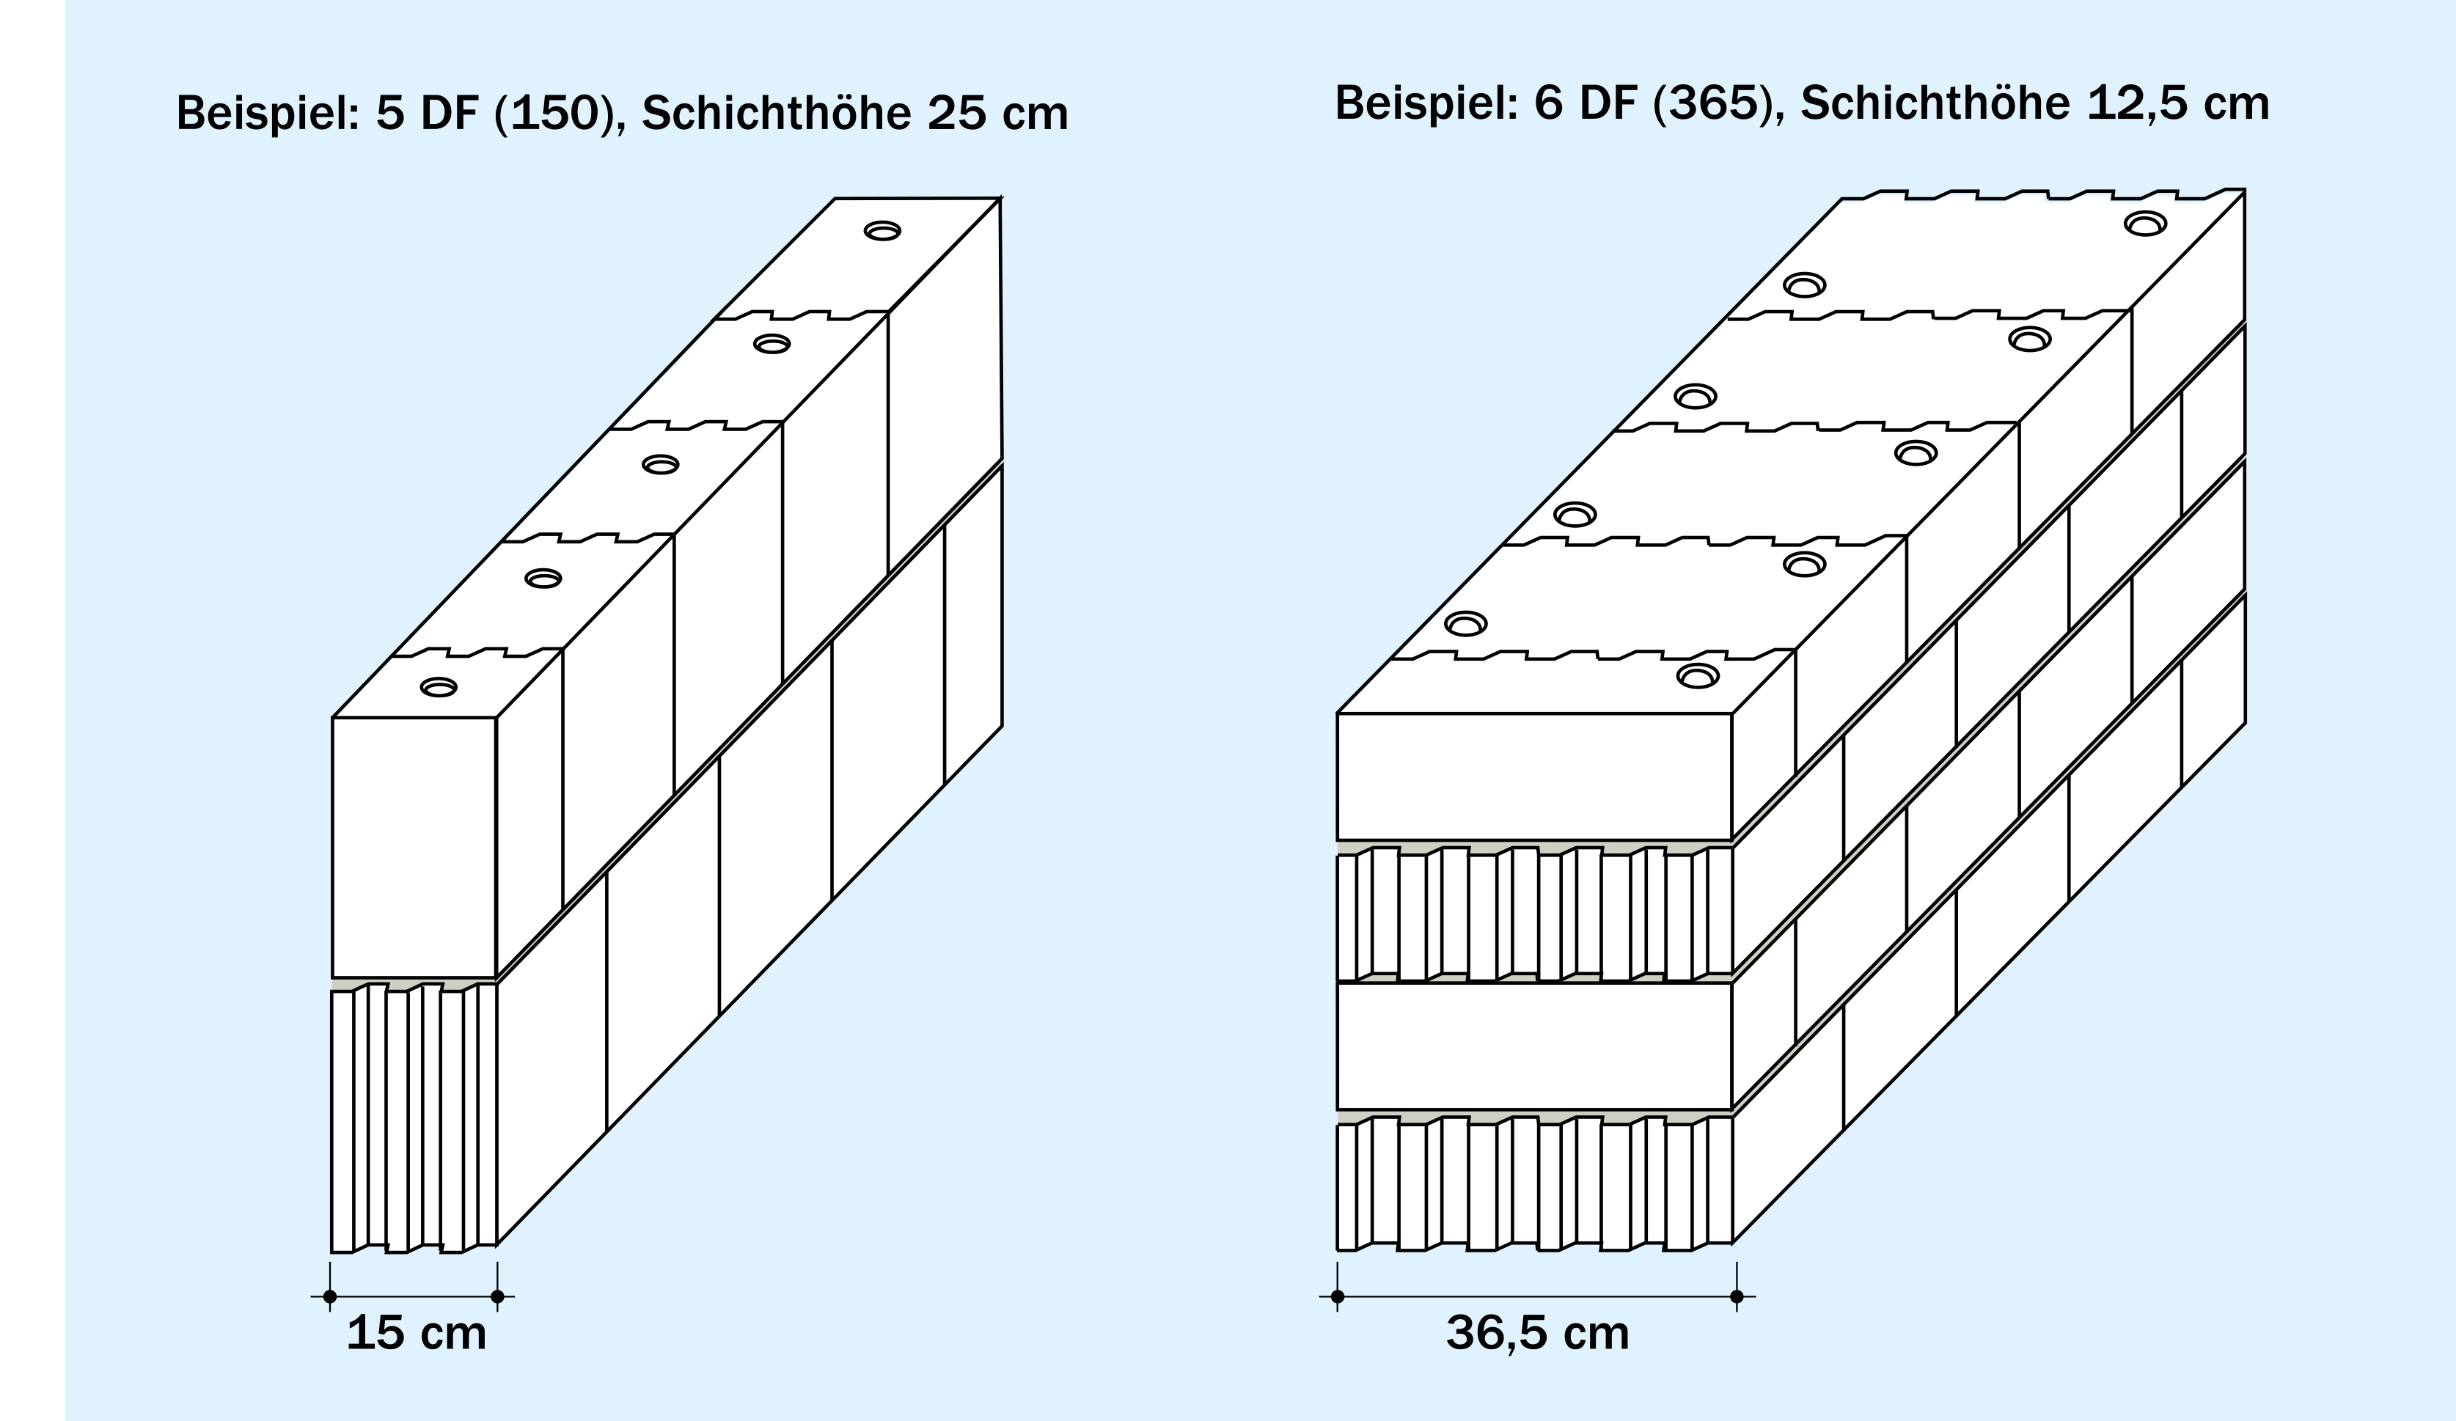 Beispiel: 5 DF (150), Schichthöhe 25 cm
Beispiel: 6 DF (365), Schichthöhe 12,5 cm
15 cm
36,5 cm